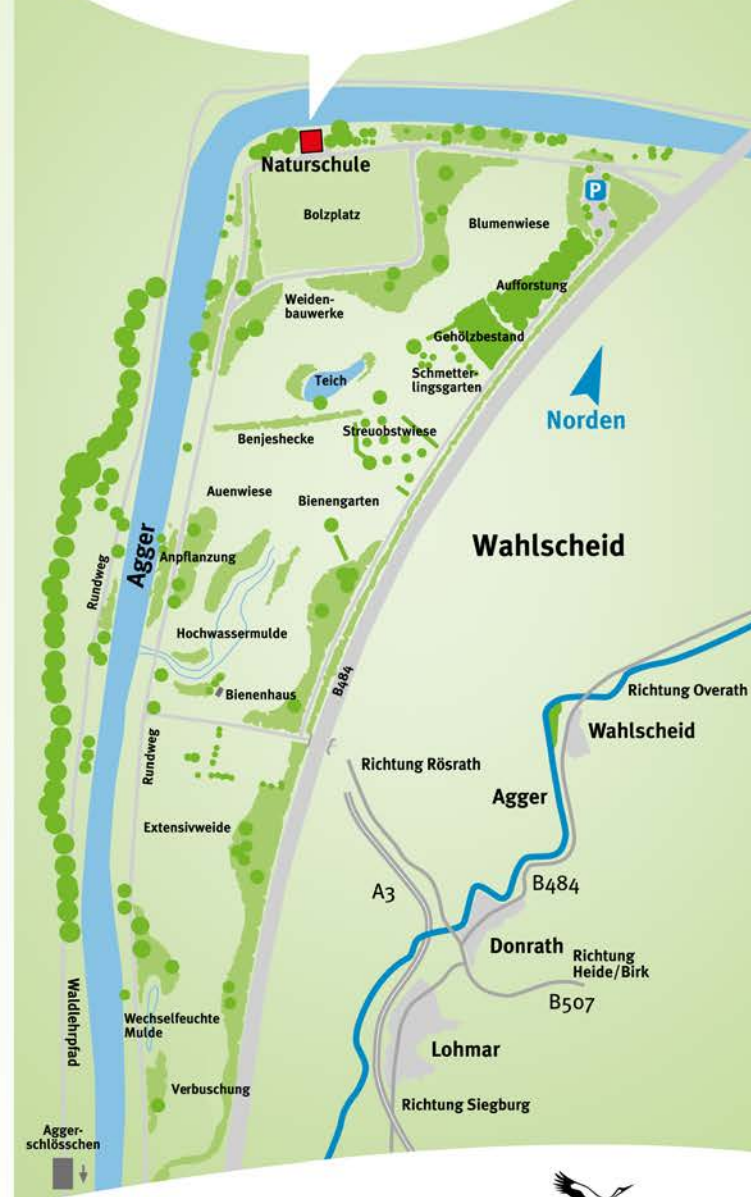 Naturschule
Bolzplatz
P
Blumenwiese
Aufforstung
Weiden-
bauwerke
Gehölzbestand
Teich
Schmetter-
lingsgarten
Norden
Benjeshecke
Streuobstwiese
Auenwiese
Bienengarten
Agger
Anpflanzung
Wahlscheid
Rundweg
Hochwassermulde
Bienenhaus
B484
Richtung Overath
Wahlscheid
Rundweg
Richtung Rösrath
Agger
Extensivweide
A3
B484
Donrath
Richtung
Heide/Birk
B507
Waldlehrpfad
Wechselfeuchte
Mulde
Lohmar
Verbuschung
Richtung Siegburg
Agger-
schlösschen